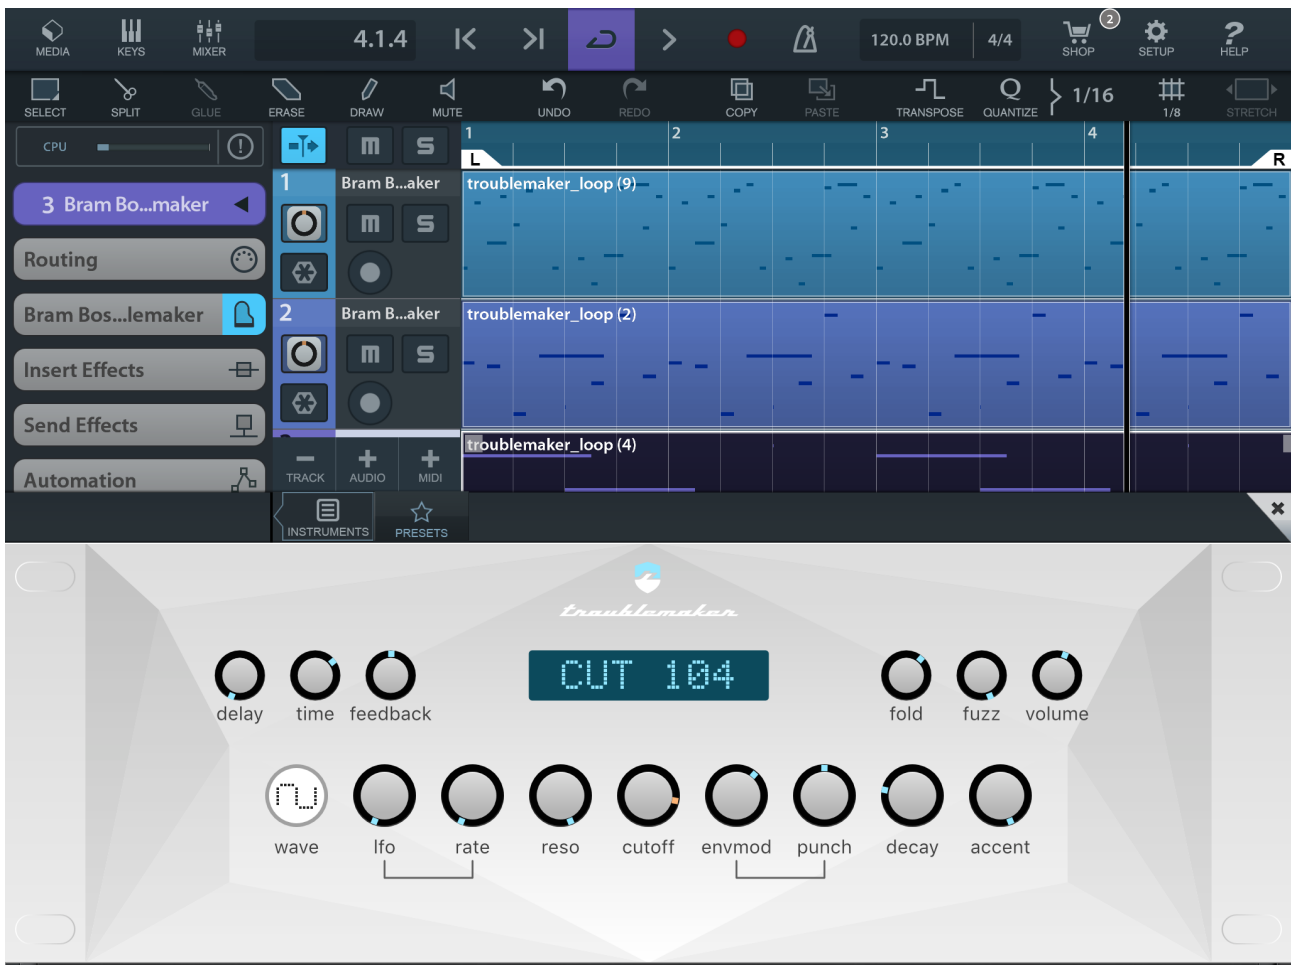 MEDIA
KEYS
MIXER
4.1.4
120.0 BPM
4/4
2
SHOP
SETUP
?
HELP
SELECT
SPLIT
GLUE
ERASE
DRAW
MUTE
UNDO
REDO
COPY
PASTE
TRANSPOSE
Q
QUANTIZE
1/16
1/8
STRETCH
CPU
!
m
S
1
2
3
4
L
R
3 Bram Bo...maker
Routing
Bram Bos...lemaker
Insert Effects
Send Effects
Automation
1
Bram B...aker
m
S
troublemaker_loop (9)
2
Bram B...aker
m
S
troublemaker_loop (2)
troublemaker_loop (4)
TRACK
AUDIO
MIDI
INSTRUMENTS
PRESETS
troublemaker
CUT 104
delay
time
feedback
fold
fuzz
volume
wave
lfo
rate
reso
cutoff
envmod
punch
decay
accent